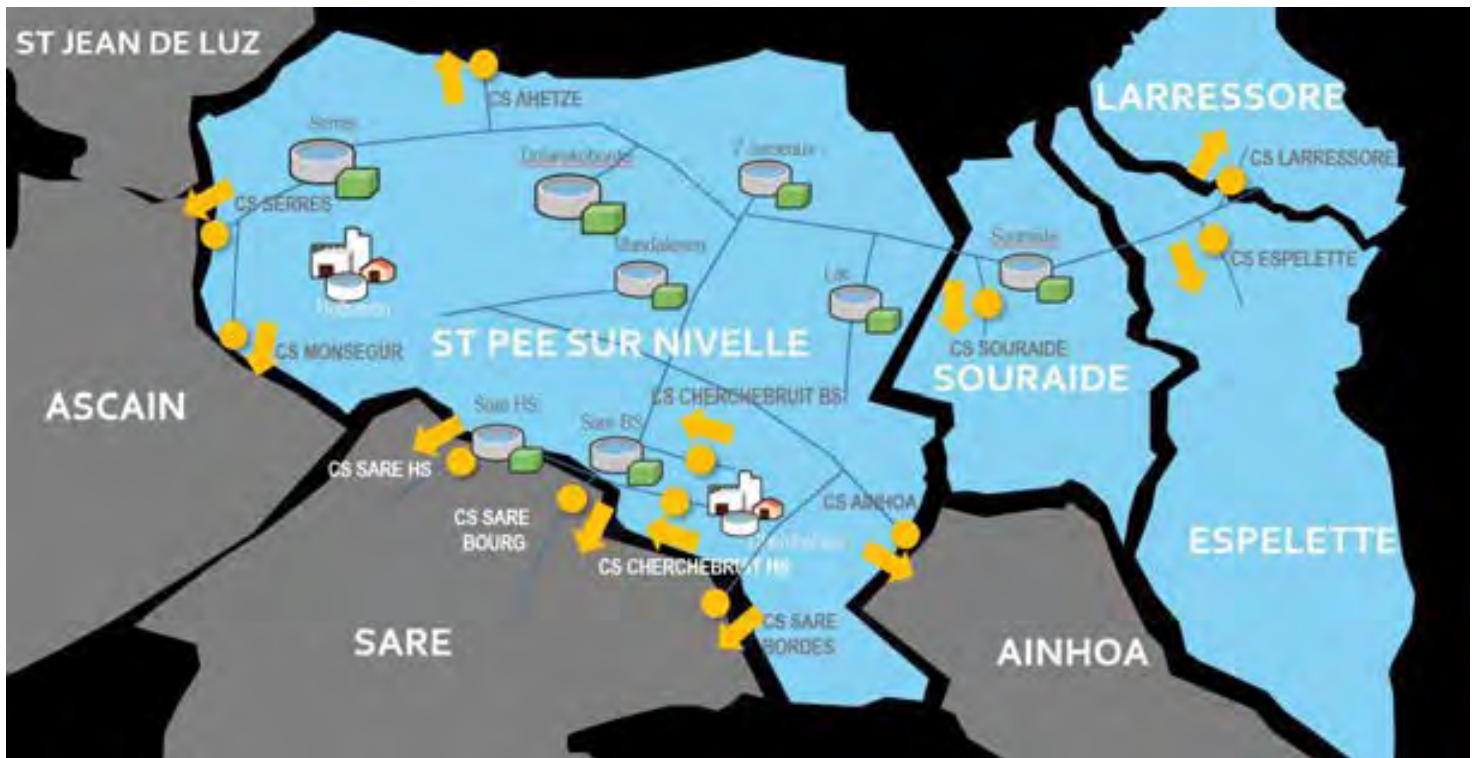 ST JEAN DE LUZ
CS AHETZE
LARRESSORE
CS LARRESSORE
Serres
CS SERRES
Souraide
CS ESPELETTE
Lac
CS MONSEGUR
ST PEE SUR NIVELLE
CS SOURAIDE
SOURAIDE
ASCAIN
CS CHERCHEBRUIT BS
Sare HS
Sare BS
CS SARE HS
CS AINHOA
CS SARE
BOURG
CS CHERCHEBRUIT HS
ESPELETTE
CS SARE
BORDES
SARE
AINHOA